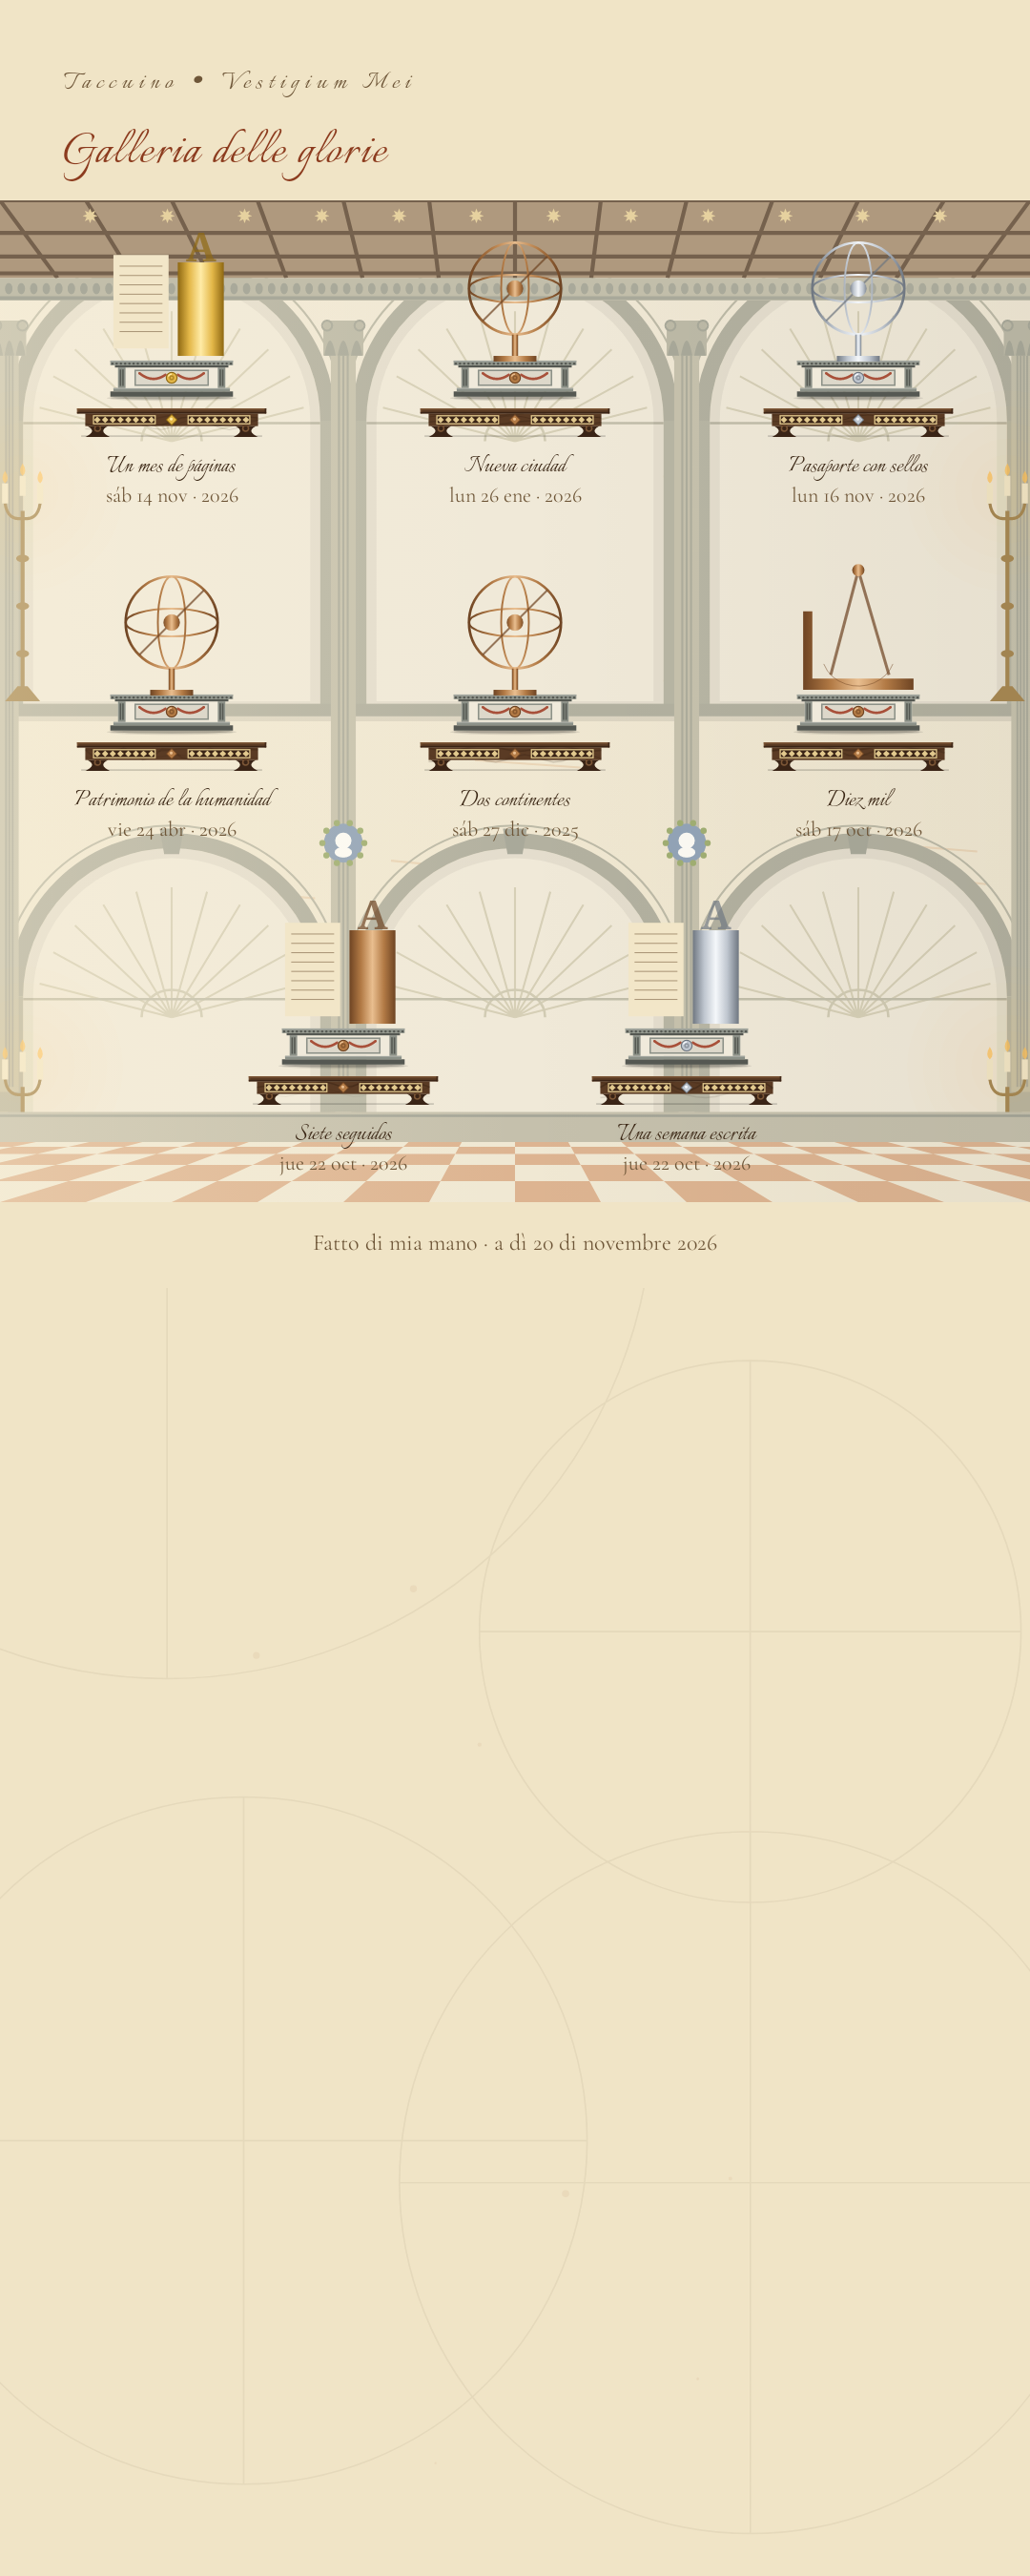 Taccuino • Vestigium Mei
Galleria delle glorie
A
Un mes de páginas
sáb 14 nov · 2026
Nueva ciudad
lun 26 ene · 2026
Pasaporte con sellos
lun 16 nov · 2026
Patrimonio de la humanidad
vie 24 abr · 2026
Dos continentes
sáb 27 dic · 2025
Diez mil
sáb 17 oct · 2026
A
A
Siete seguidos
jue 22 oct · 2026
Una semana escrita
jue 22 oct · 2026
Fatto di mia mano · a dì 20 di novembre 2026